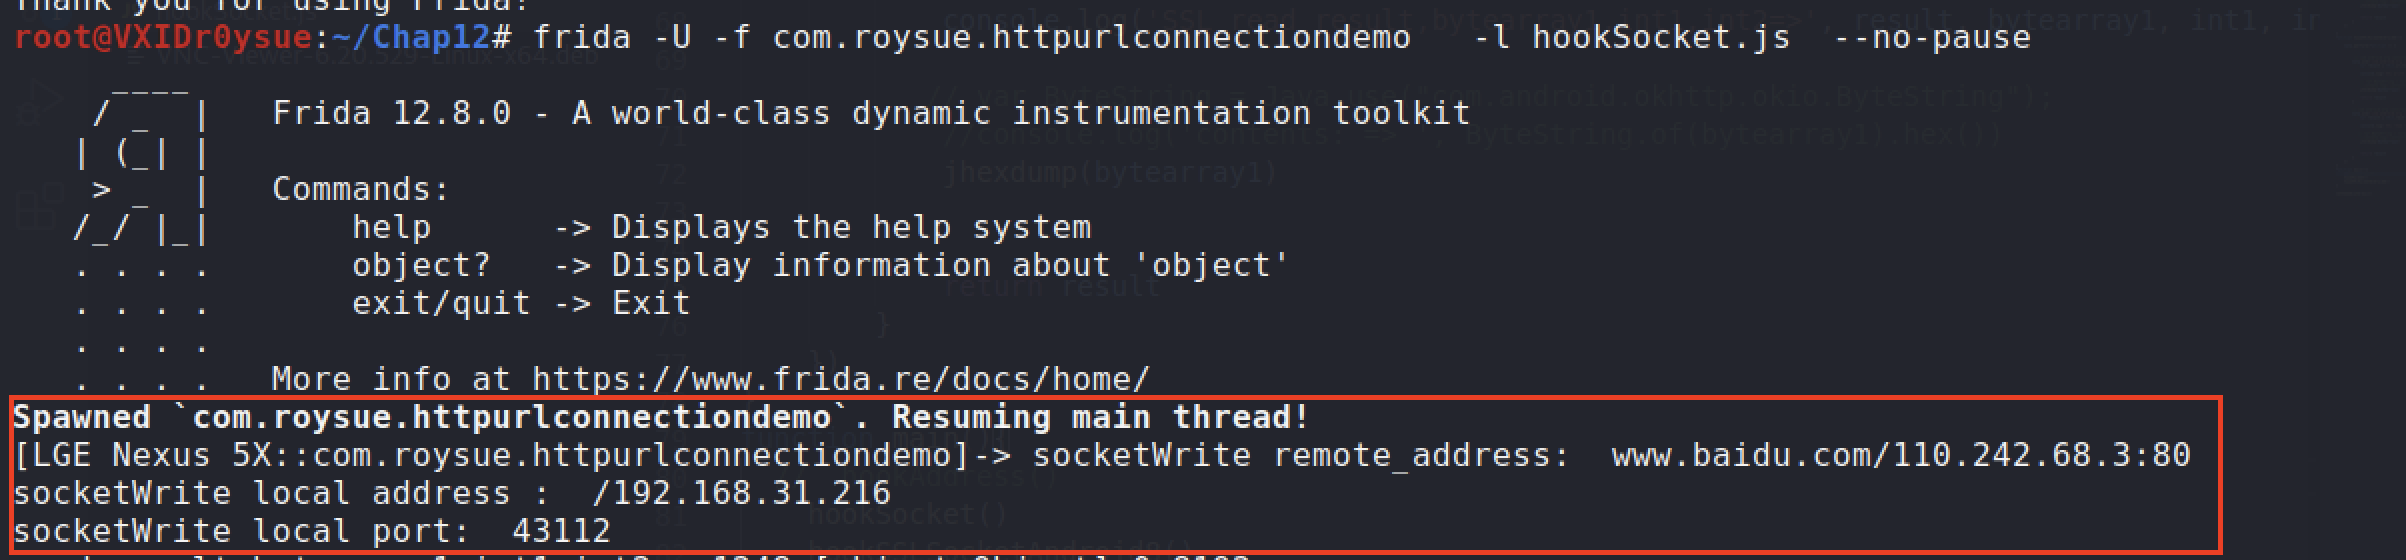 Thank you for using Frida!
root@VXIDr0ysue:~/Chap12# frida -U -f com.roysue.httpurlconnectiondemo   -l hookSocket.js  --no-pause
     ____
    / _  |   Frida 12.8.0 - A world-class dynamic instrumentation toolkit
   | (_| |
    > _  |   Commands:
   /_/ |_|       help      -> Displays the help system
   . . . .       object?   -> Display information about 'object'
   . . . .       exit/quit -> Exit
   . . . .
   . . . .   More info at https://www.frida.re/docs/home/
Spawned `com.roysue.httpurlconnectiondemo`. Resuming main thread!
[LGE Nexus 5X::com.roysue.httpurlconnectiondemo]-> socketWrite remote_address:  www.baidu.com/110.242.68.3:80
socketWrite local address :  /192.168.31.216
socketWrite local port:  43112